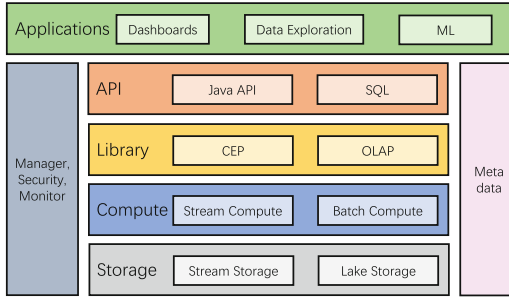 Applications
Dashboards
Data Exploration
ML
Manager,
Security,
Monitor
API
Java API
SQL
Library
CEP
OLAP
Compute
Stream Compute
Batch Compute
Storage
Stream Storage
Lake Storage
Meta
data